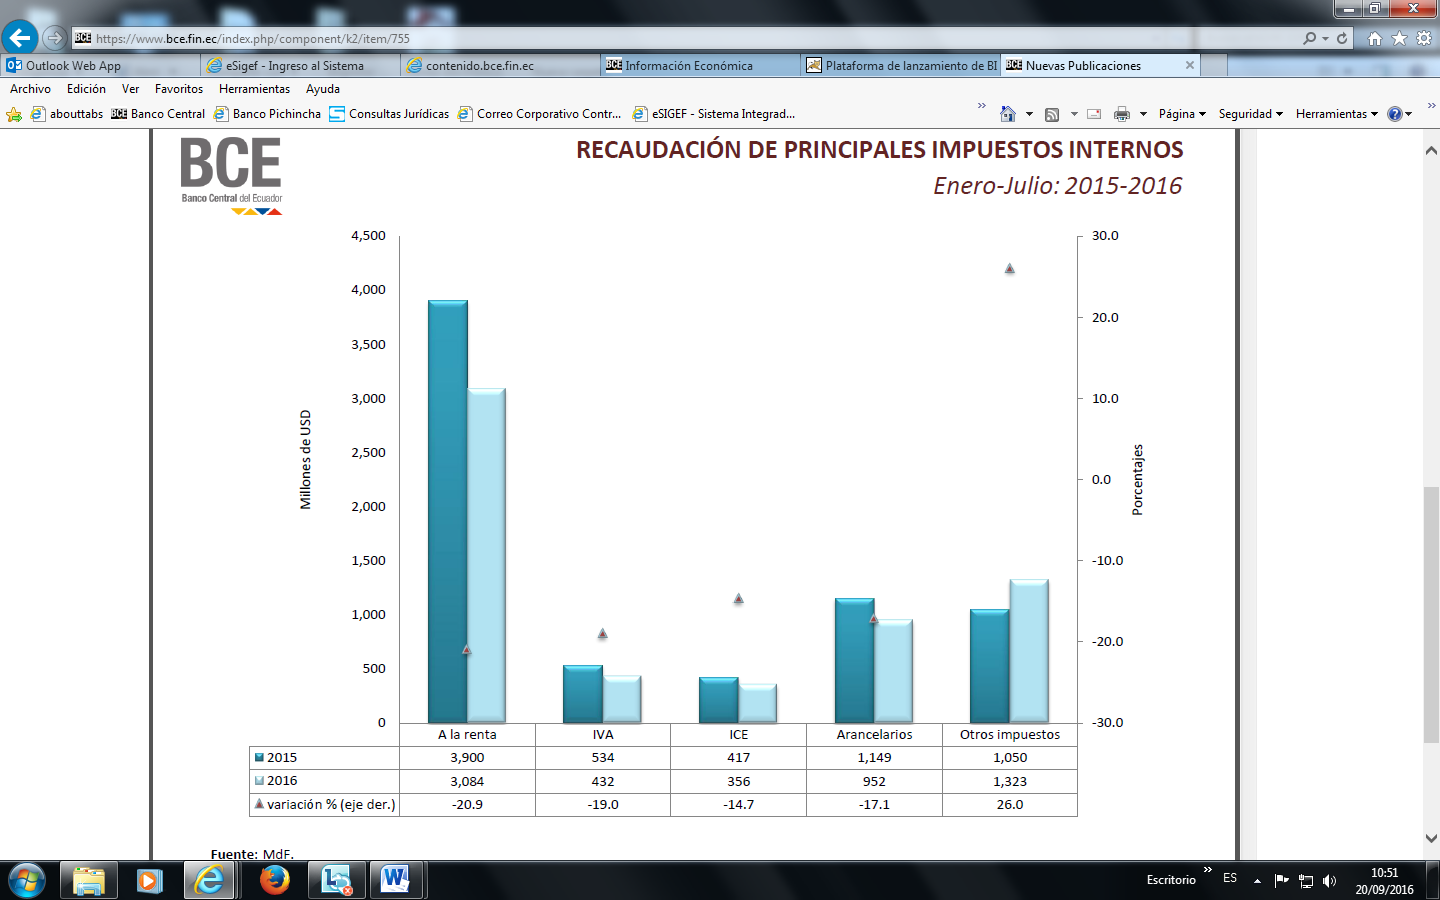 https://www.bce.fin.ec/index.php/component/k2/item/755
Outlook Web App
eSigef - Ingreso al Sistema
contenido.bce.fin.ec
BCE Información Económica
Plataforma de lanzamiento de BI
BCE Nuevas Publicaciones
Archivo Edición Ver Favoritos Herramientas Ayuda
abouttabs BCE Banco Central Banco Pichincha Consultas Jurídicas Correo Corporativo Contr... eSIGEF - Sistema Integrad... Página Seguridad Herramientas
BCE
Banco Central del Ecuador
RECAUDACIÓN DE PRINCIPALES IMPUESTOS INTERNOS
Enero-Julio: 2015-2016
4,500
4,000
3,500
3,000
2,500
2,000
1,500
1,000
500
0
Millones de USD
30.0
20.0
10.0
0.0
-10.0
-20.0
-30.0
Porcentajes
A la renta IVA ICE Arancelarios Otros impuestos
2015 3,900 534 417 1,149 1,050
2016 3,084 432 356 952 1,323
variación % (eje der.) -20.9 -19.0 -14.7 -17.1 26.0
Fuente: MdF.
Escritorio ES 10:51
20/09/2016